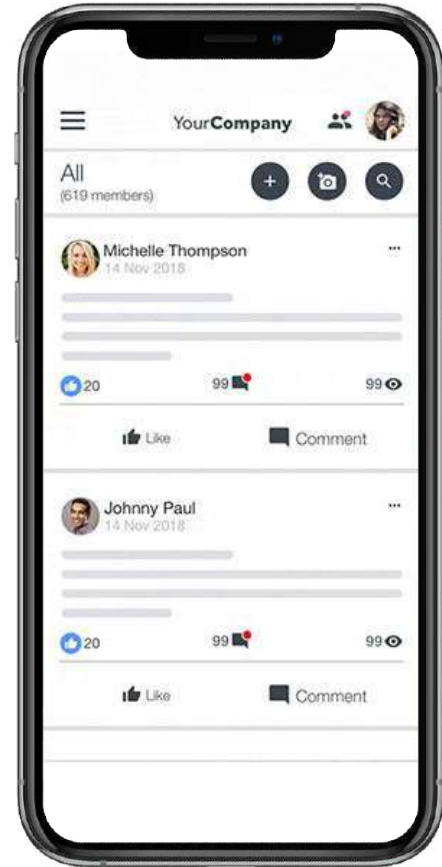 YourCompany
All
(619 members)
Michelle Thompson
14 Nov 2018
...
20
99
99
Like
Comment
Johnny Paul
14 Nov 2018
...
20
99
99
Like
Comment